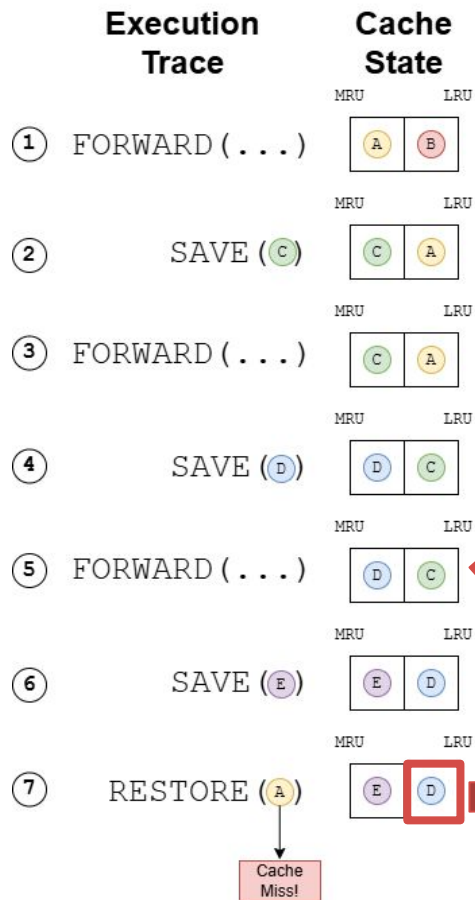 Execution Trace
Cache State
MRU LRU
1 FORWARD(...) A B
MRU LRU
2 SAVE(C) C A
MRU LRU
3 FORWARD(...) C A
MRU LRU
4 SAVE(D) D C
MRU LRU
5 FORWARD(...) D C
MRU LRU
6 SAVE(E) E D
MRU LRU
7 RESTORE(A) E D
Cache
Miss!